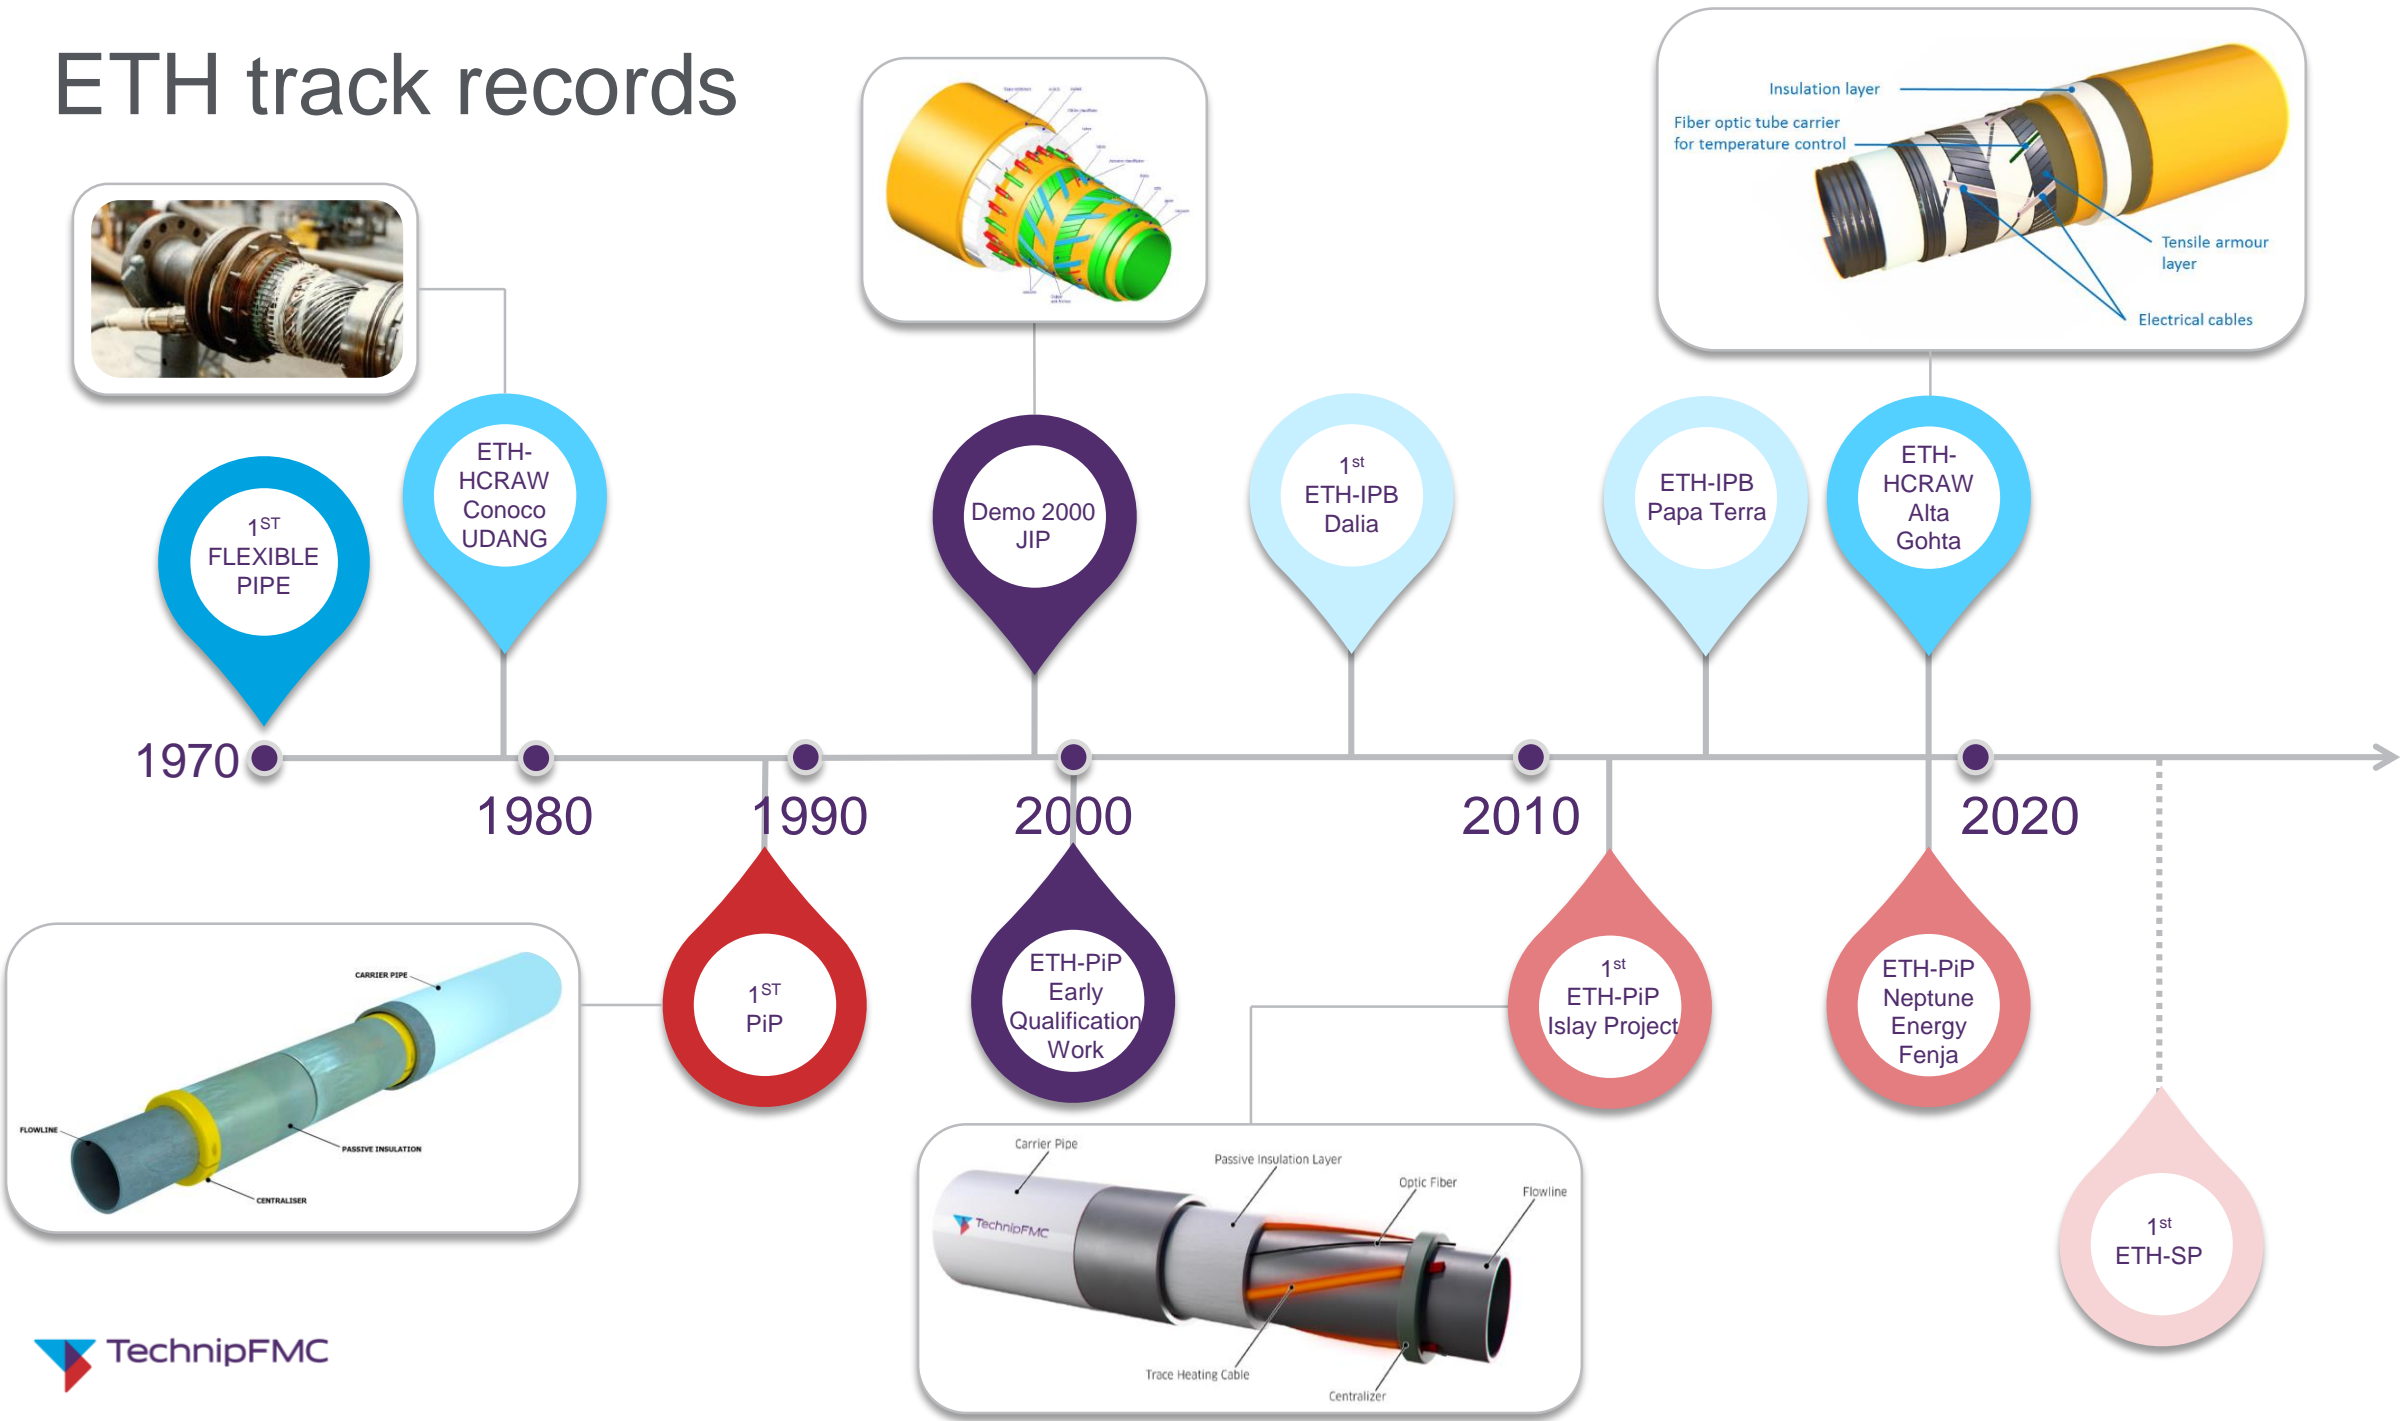 ETH track records
Insulation layer
Fiber optic tube carrier
for temperature control
Tensile armour
layer
Electrical cables
1ST
FLEXIBLE
PIPE
ETH-
HCRAW
Conoco
UDANG
Demo 2000
JIP
1st
ETH-IPB
Dalia
ETH-IPB
Papa Terra
ETH-
HCRAW
Alta
Gohta
1970
1980
1990
2000
2010
2020
1ST
PiP
ETH-PiP
Early
Qualification
Work
1st
ETH-PiP
Islay Project
ETH-PiP
Neptune
Energy
Fenja
1st
ETH-SP
CARRIER PIPE
FLOWLINE
PASSIVE INSULATION
CENTRALISER
Carrier Pipe
Passive Insulation Layer
Optic Fiber
Flowline
TechnipFMC
Trace Heating Cable
Centralizer
TechnipFMC